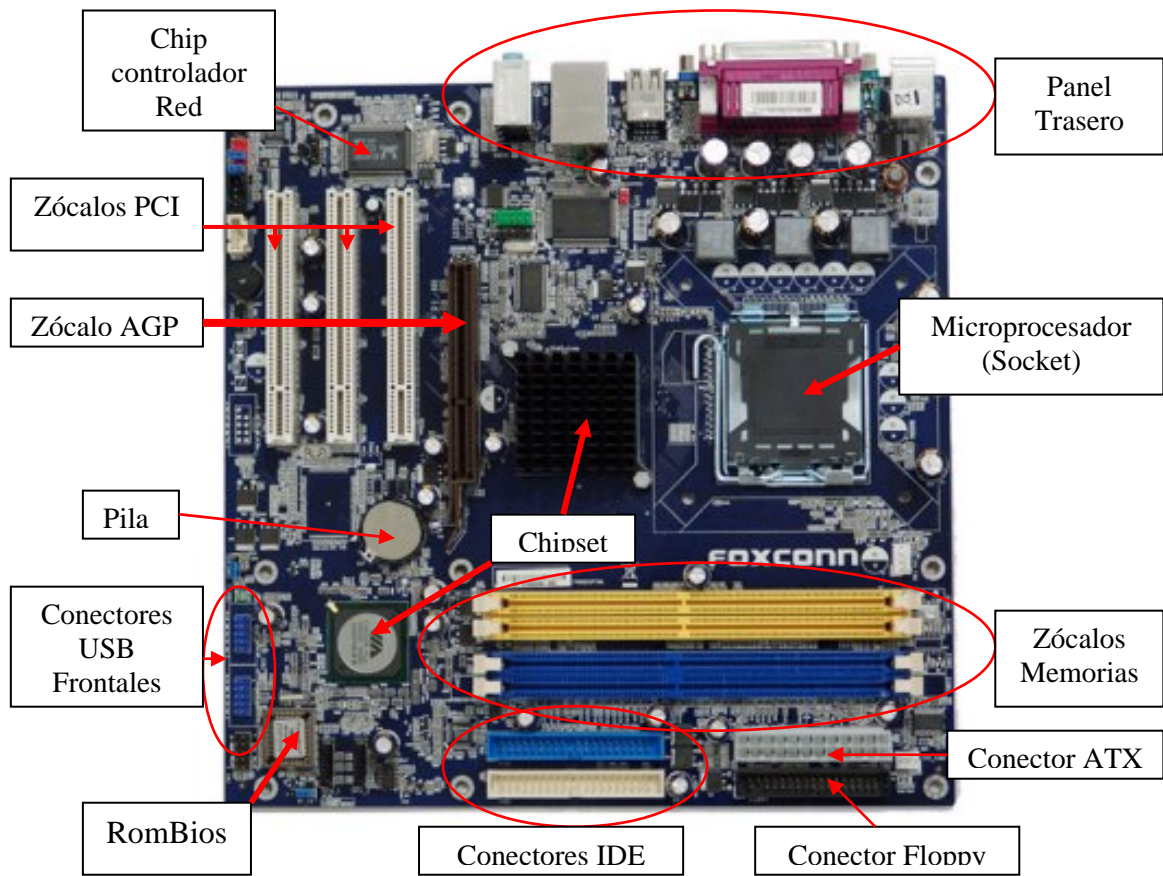 Chip
controlador
Red
Panel
Trasero
Zócalos PCI
Zócalo AGP
Microprocesador
(Socket)
Pila
Chipset
FOXCONN
Conectores
USB
Frontales
Zócalos
Memorias
Conector ATX
RomBios
Conectores IDE
Conector Floppy